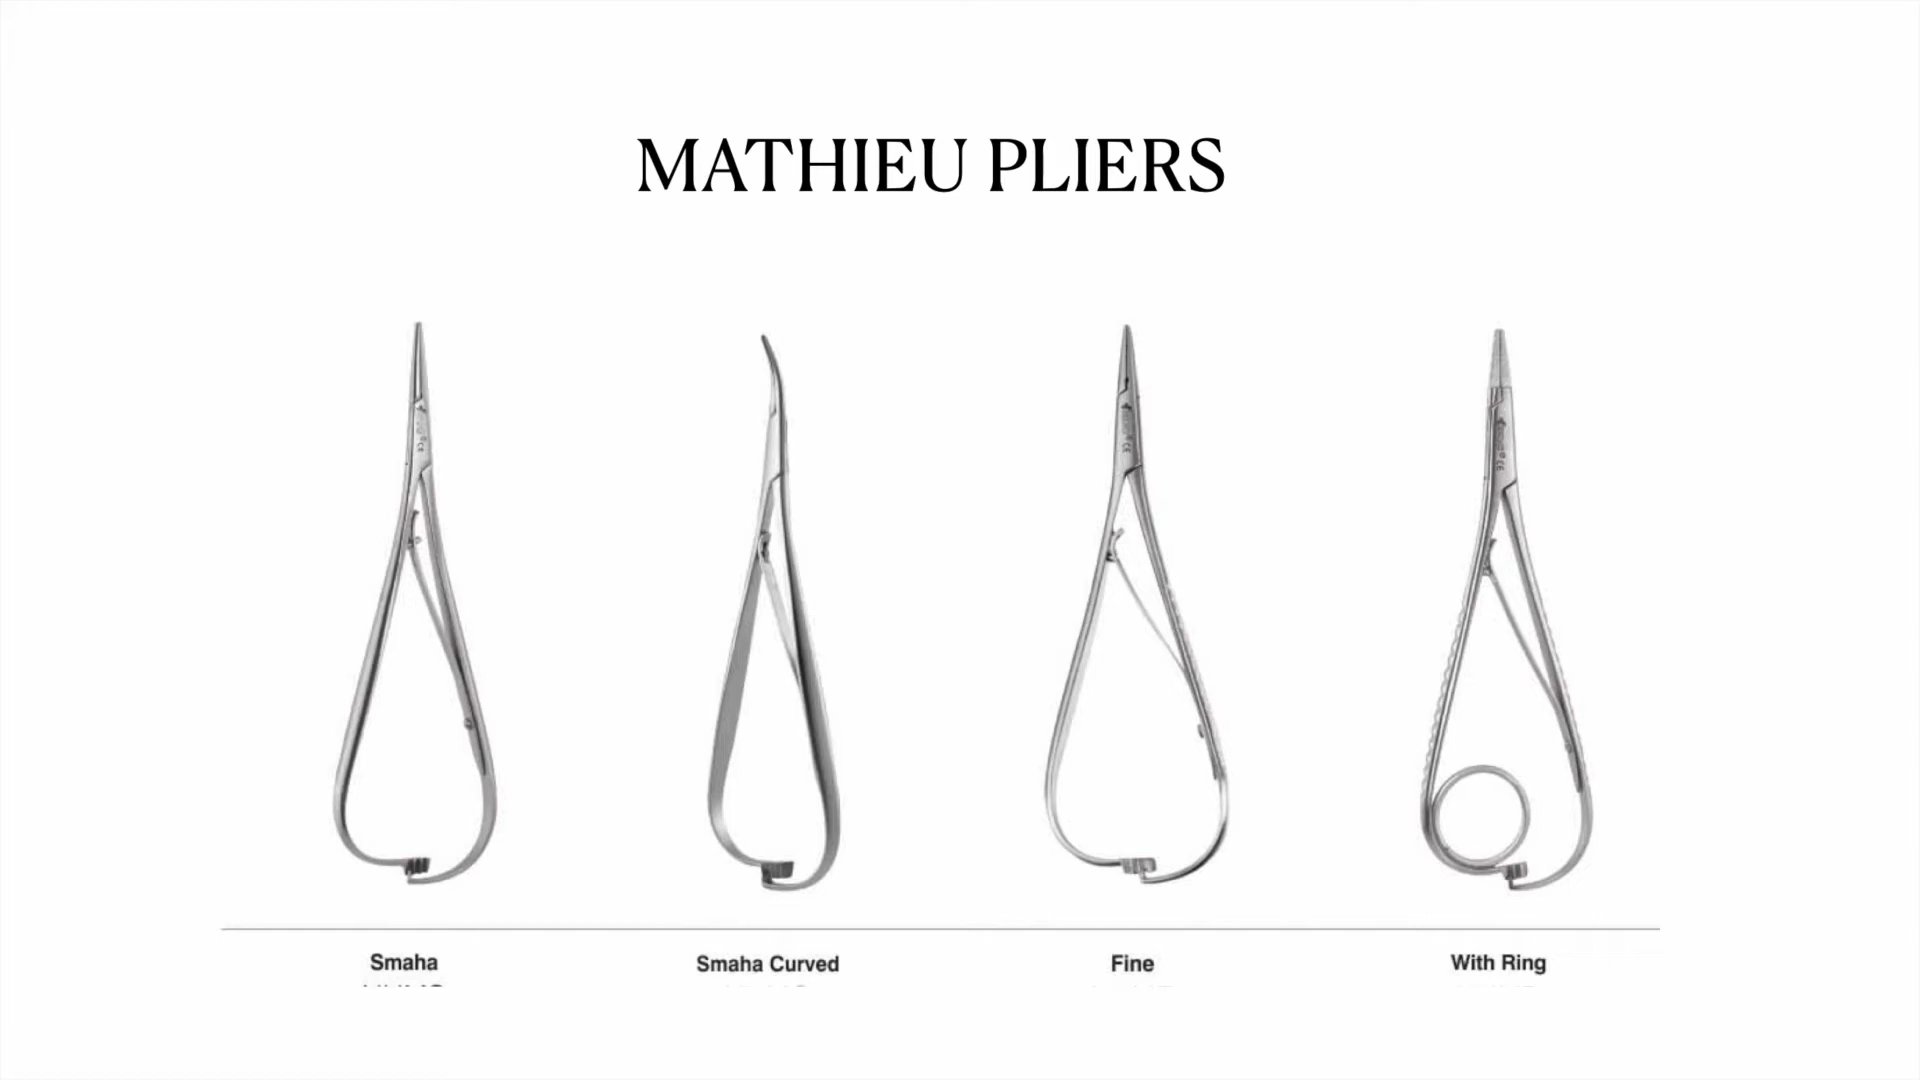 MATHIEU PLIERS
Smaha
Smaha Curved
Fine
With Ring